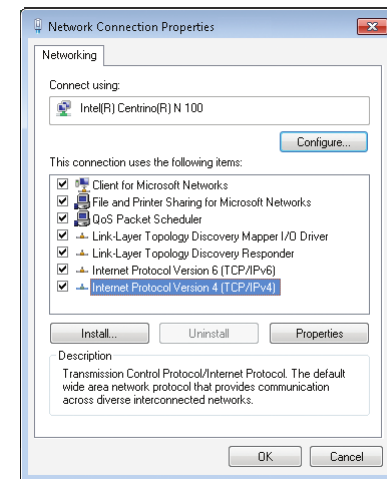 Network Connection Properties
Networking
Connect using:
Intel(R) Centrino(R) N 100
Configure...
This connection uses the following items:
Client for Microsoft Networks
File and Printer Sharing for Microsoft Networks
QoS Packet Scheduler
Link-Layer Topology Discovery Mapper I/O Driver
Link-Layer Topology Discovery Responder
Internet Protocol Version 6 (TCP/IPv6)
Internet Protocol Version 4 (TCP/IPv4)
Install... Uninstall Properties
Description
Transmission Control Protocol/Internet Protocol. The default
wide area network protocol that provides communication
across diverse interconnected networks.
OK Cancel